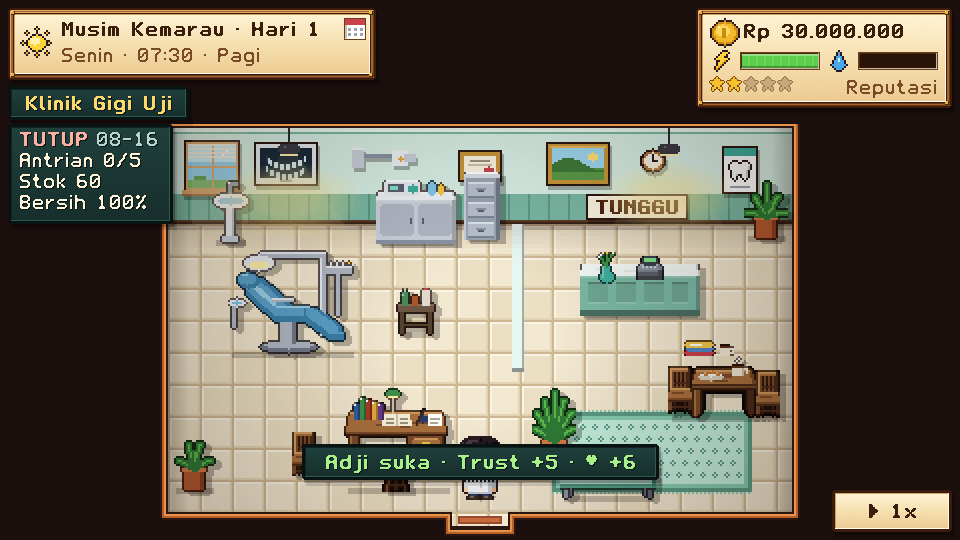 Musim Kemarau · Hari 1
Senin · 07:30 · Pagi
Rp 30.000.000
Reputasi
Klinik Gigi Uji
TUTUP 08-16
Antrian 0/5
Stok 60
Bersih 100%
TUNGGU
Adji suka · Trust +5 · ♥ +6
1x